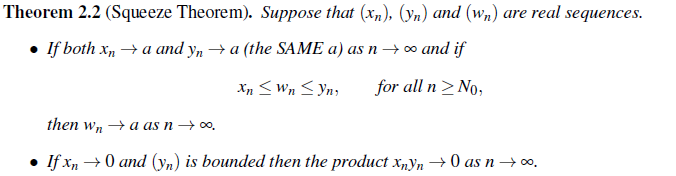 Theorem 2.2 (Squeeze Theorem). Suppose that (xₙ), (yₙ) and (wₙ) are real sequences.
• If both xₙ → a and yₙ → a (the SAME a) as n → ∞ and if
xₙ ≤ wₙ ≤ yₙ, for all n ≥ N₀,
then wₙ → a as n → ∞.
• If xₙ → 0 and (yₙ) is bounded then the product xₙyₙ → 0 as n → ∞.